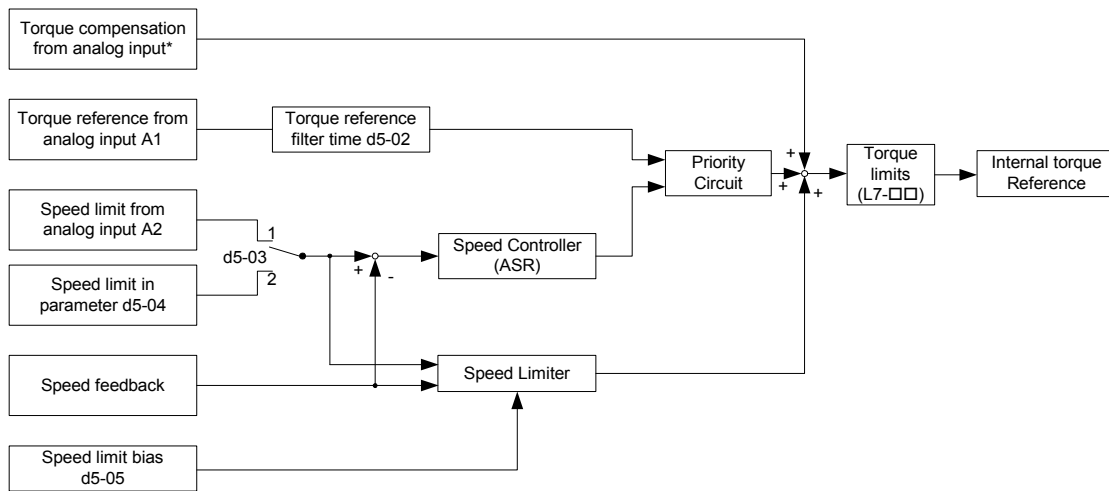 Torque compensation
from analog input*
Torque reference from
analog input A1
Torque reference
filter time d5-02
Priority
Circuit
+
+
+
Torque
limits
(L7-□□)
Internal torque
Reference
Speed limit from
analog input A2
1
d5-03
2
Speed limit in
parameter d5-04
+
-
Speed Controller
(ASR)
Speed feedback
Speed Limiter
Speed limit bias
d5-05